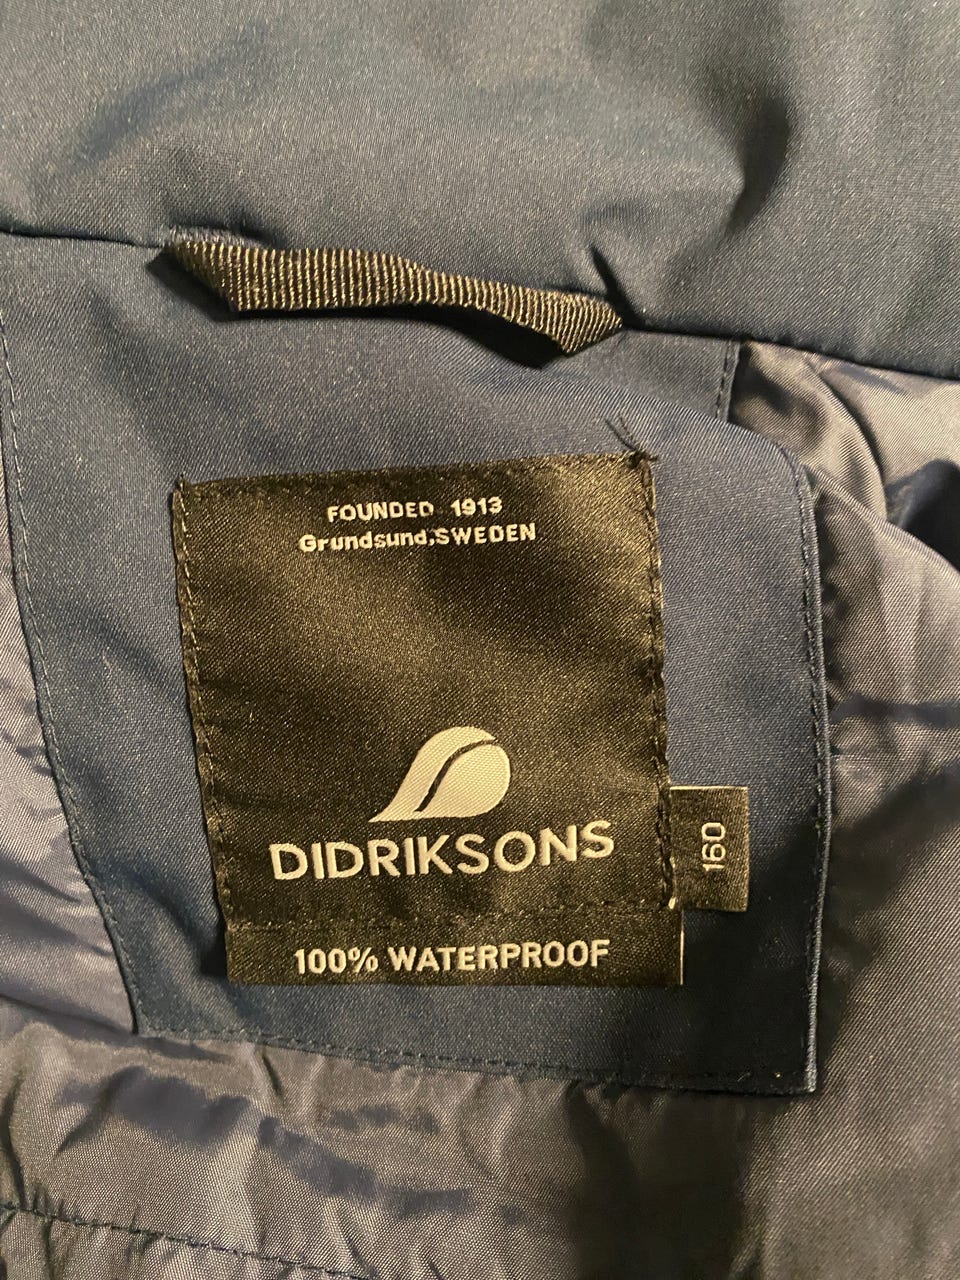 FOUNDED 1913
Grundsund,SWEDEN
DIDRIKSONS
160
100% WATERPROOF